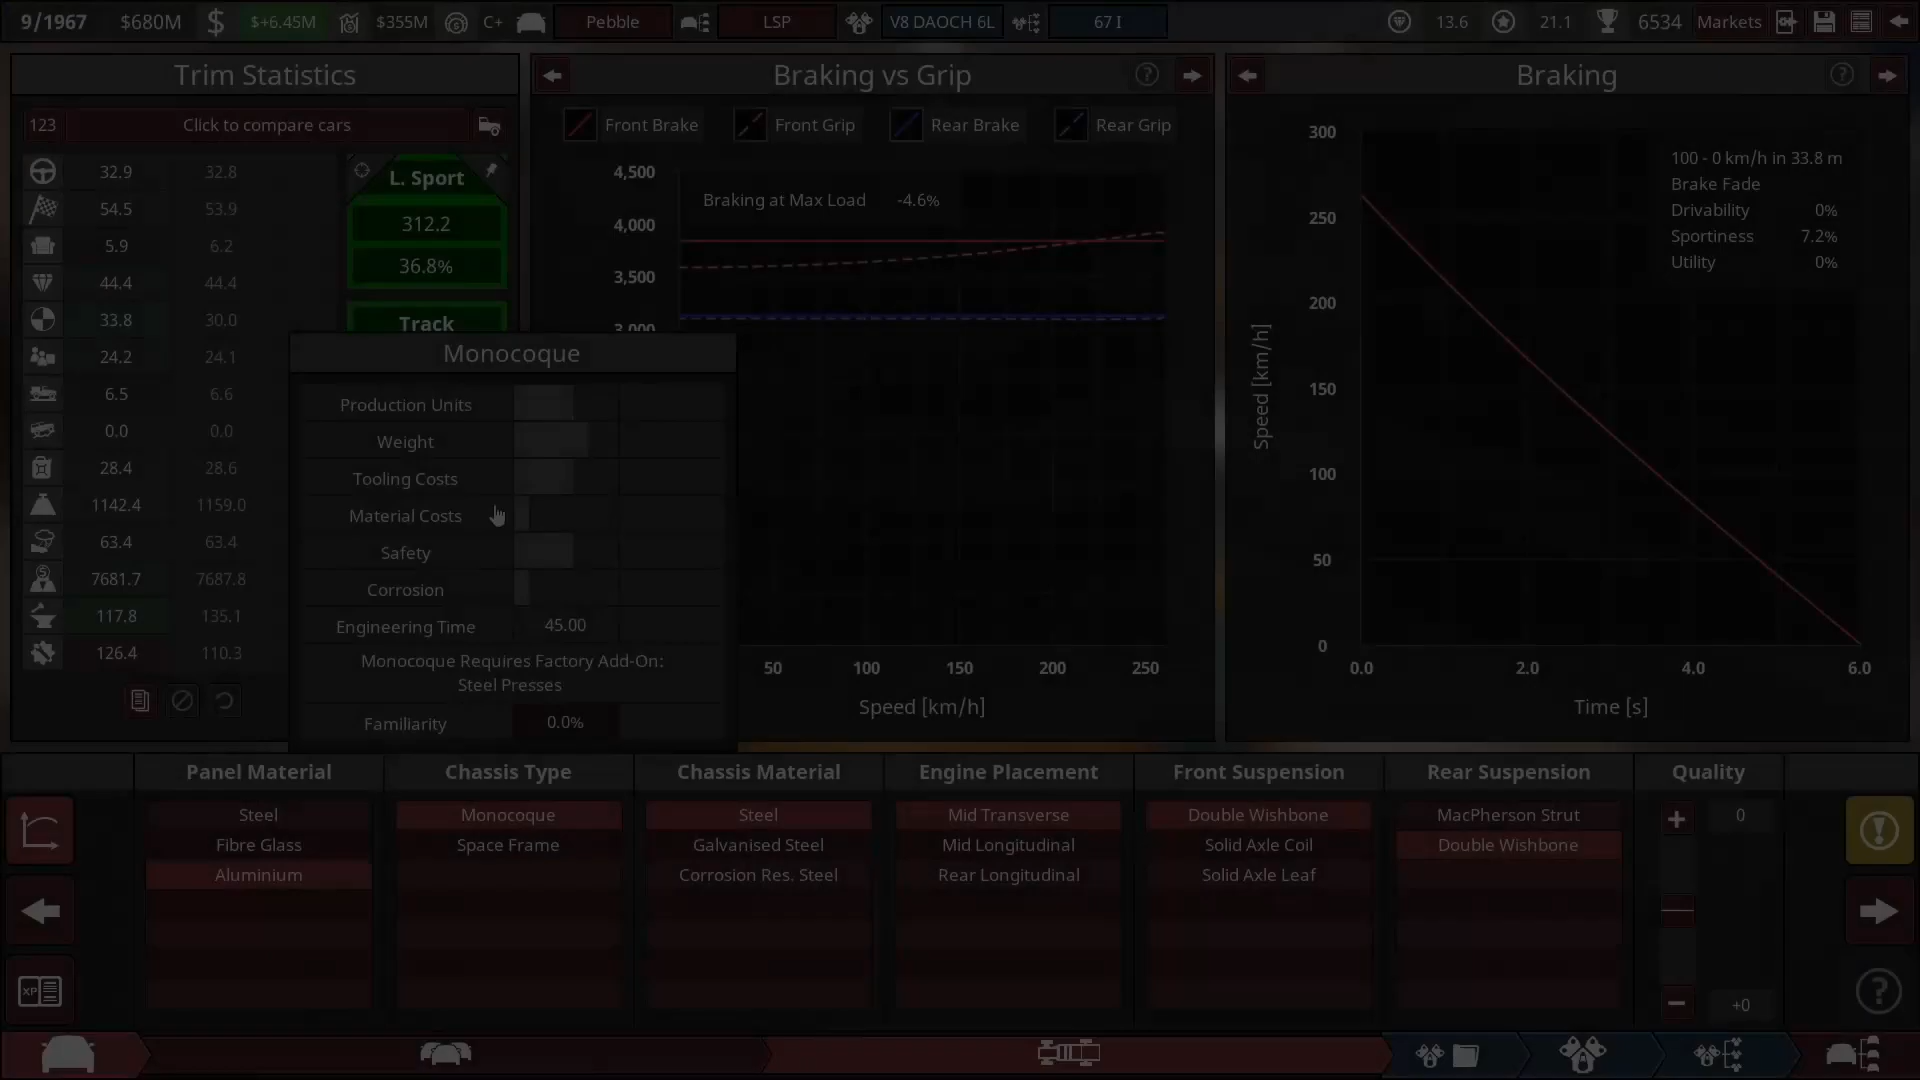 9/1967 $680M $+6.45M $355M C+ Pebble LSP V8 DAOCH 6L 67 I 13.6 21.1 6534 Markets
Trim Statistics
123 Click to compare cars
32.9 32.8
54.5 53.9
5.9 6.2
44.4 44.4
33.8 30.0
24.2 24.1
6.5 6.6
0.0 0.0
28.4 28.6
1142.4 1159.0
63.4 63.4
7681.7 7687.8
117.8 135.1
126.4 110.3
L. Sport
312.2
36.8%
Track
Monocoque
Production Units
Weight
Tooling Costs
Material Costs
Safety
Corrosion
Engineering Time 45.00
Monocoque Requires Factory Add-On:
Steel Presses
Familiarity 0.0%
Braking vs Grip
Front Brake Front Grip Rear Brake Rear Grip
Braking at Max Load -4.6%
4,500
4,000
3,500
3,000
50 100 150 200 250
Speed [km/h]
Braking
100 - 0 km/h in 33.8 m
Brake Fade
Drivability 0%
Sportiness 7.2%
Utility 0%
300
250
200
150
100
50
0
Speed [km/h]
0.0 2.0 4.0 6.0
Time [s]
Panel Material
Steel
Fibre Glass
Aluminium
Chassis Type
Monocoque
Space Frame
Chassis Material
Steel
Galvanised Steel
Corrosion Res. Steel
Engine Placement
Mid Transverse
Mid Longitudinal
Rear Longitudinal
Front Suspension
Double Wishbone
Solid Axle Coil
Solid Axle Leaf
Rear Suspension
MacPherson Strut
Double Wishbone
Quality
0
+0
XP